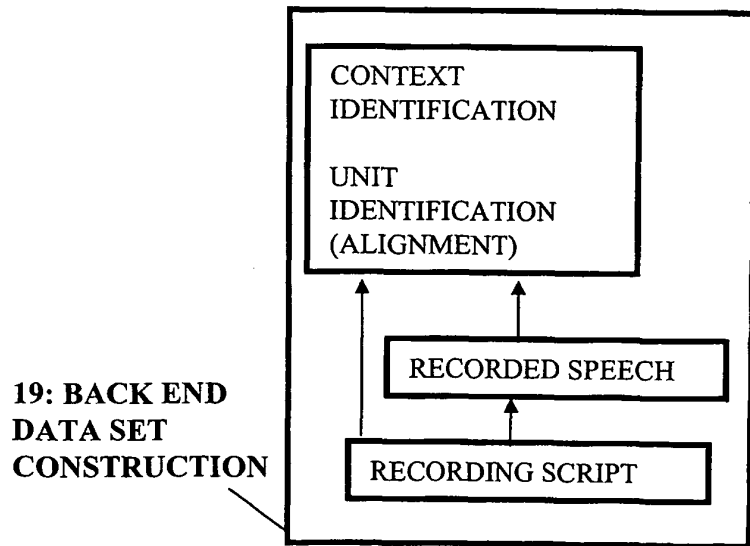 CONTEXT
IDENTIFICATION
UNIT
IDENTIFICATION
(ALIGNMENT)
RECORDED SPEECH
RECORDING SCRIPT
19: BACK END
DATA SET
CONSTRUCTION